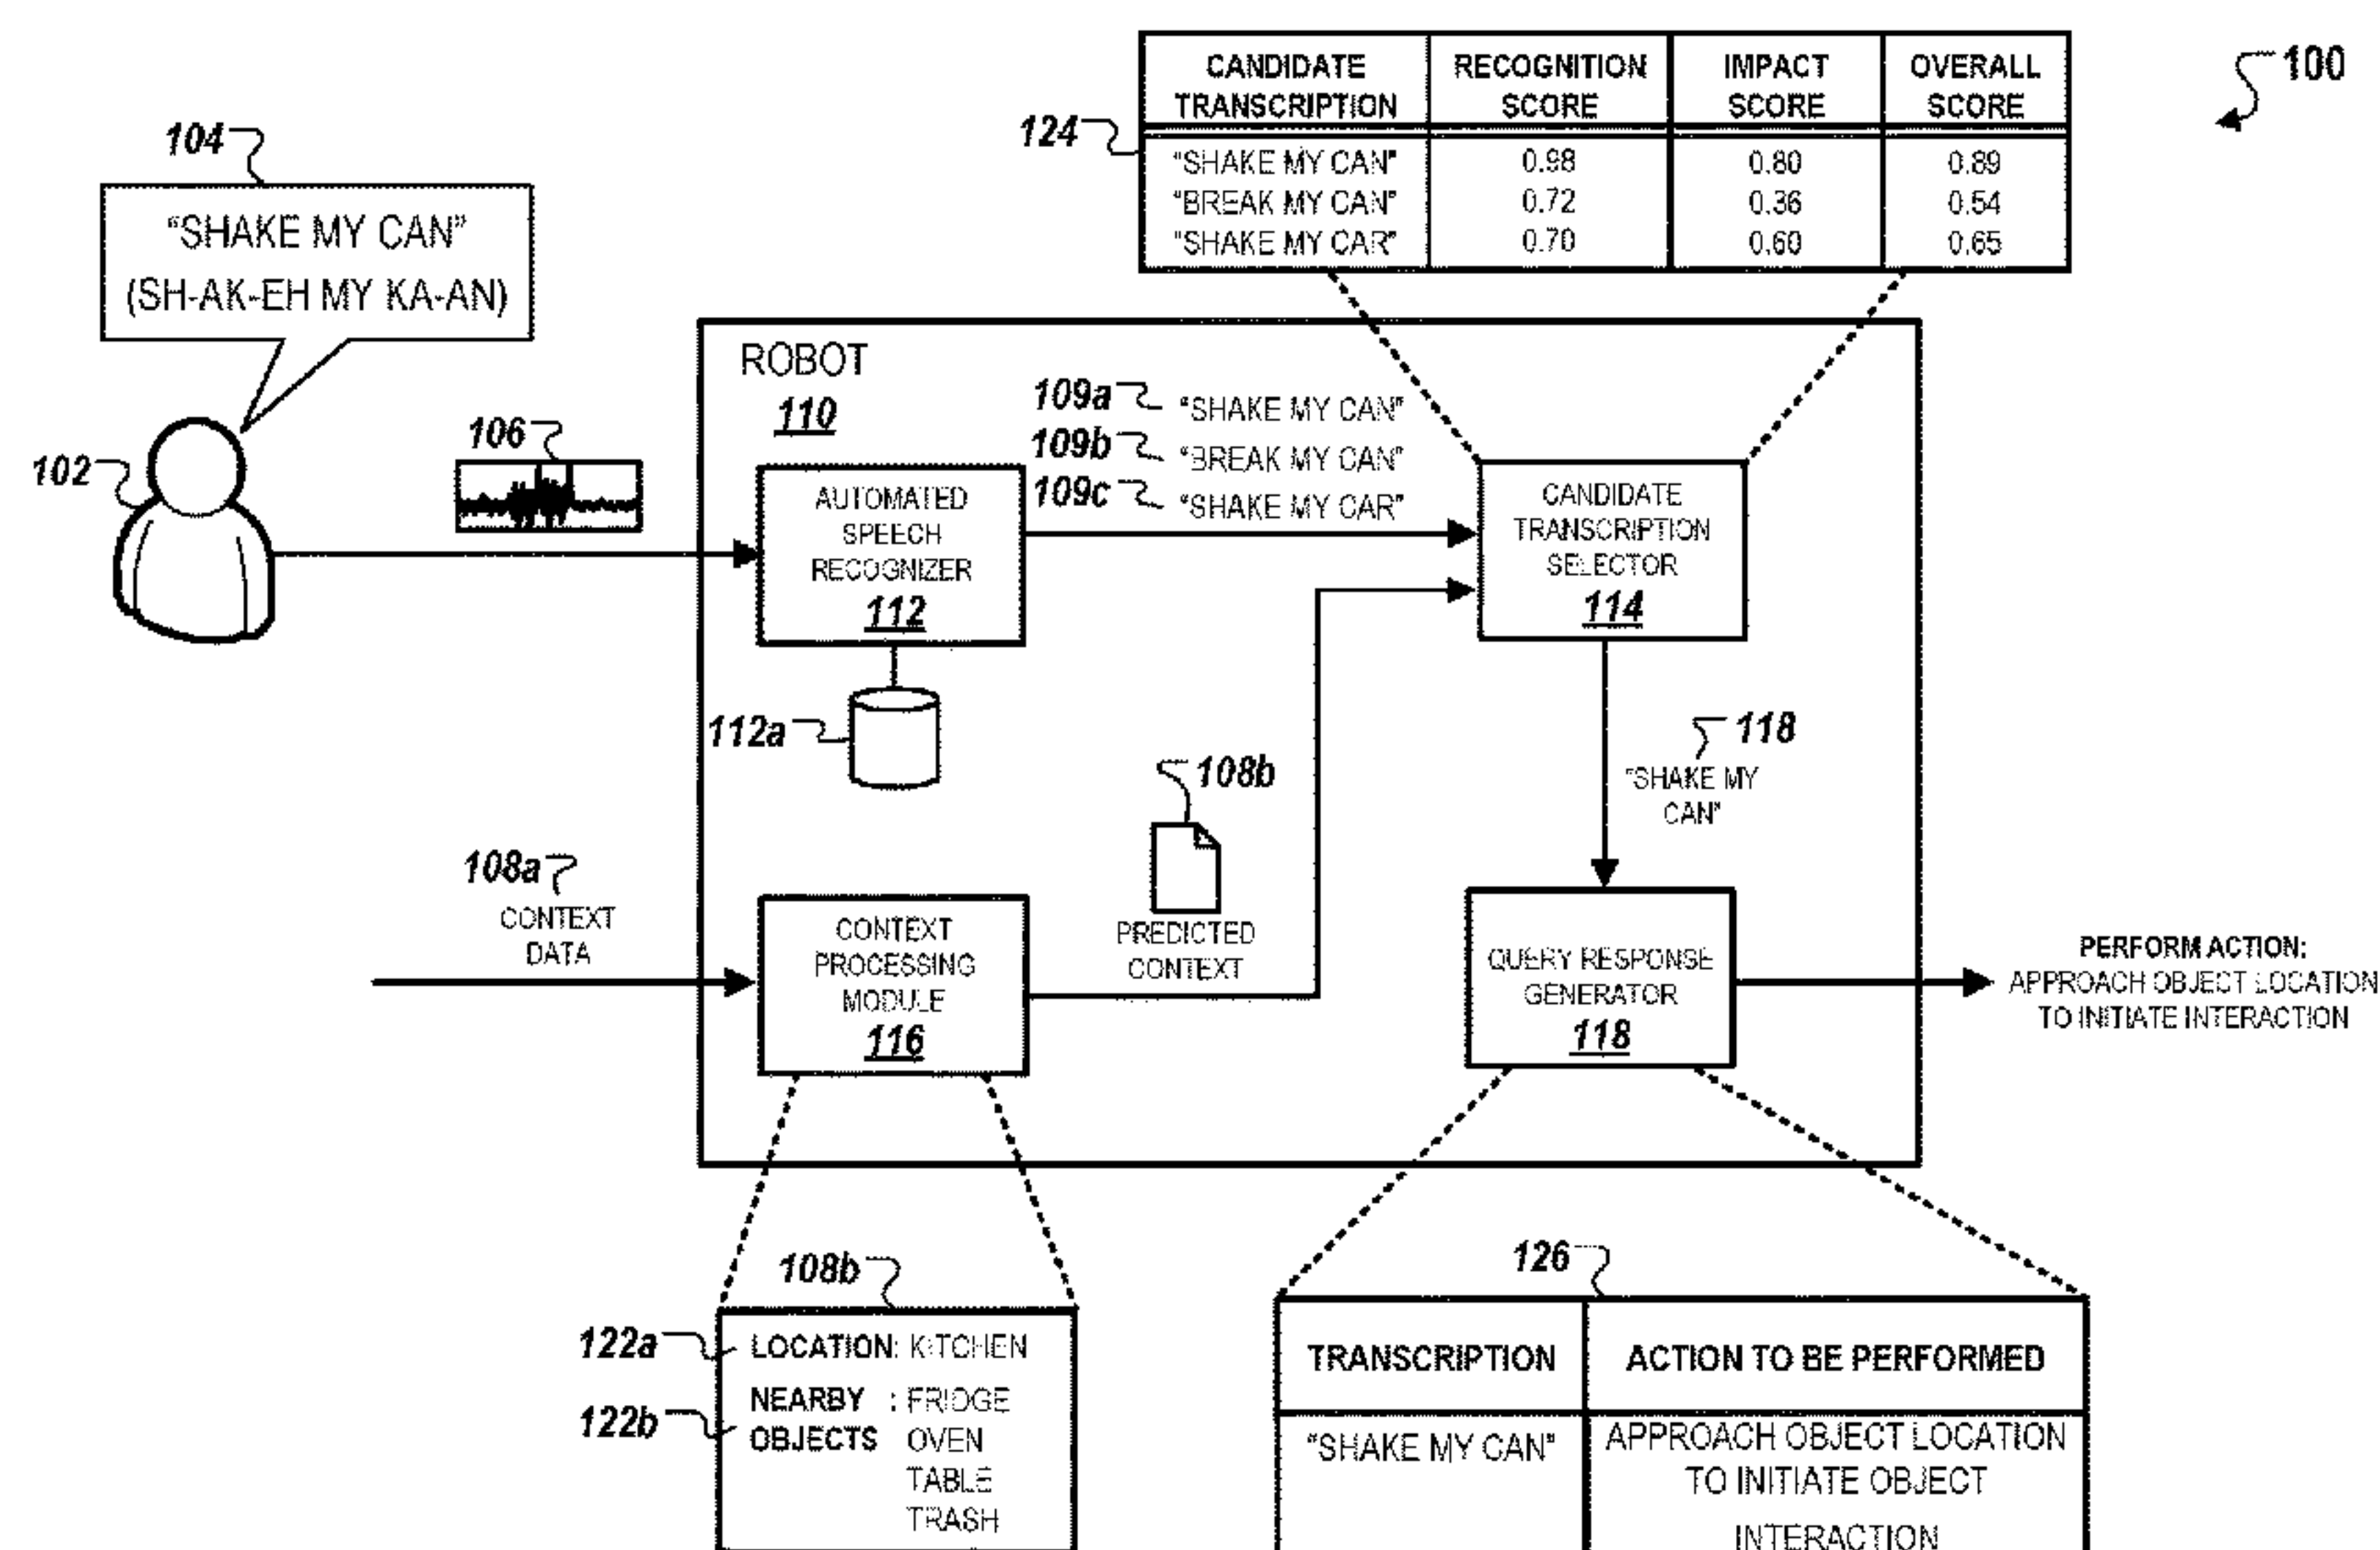 100
CANDIDATE TRANSCRIPTION RECOGNITION SCORE IMPACT SCORE OVERALL SCORE
124
"SHAKE MY CAN" 0.98 0.80 0.89
"BREAK MY CAN" 0.72 0.36 0.54
"SHAKE MY CAR" 0.70 0.60 0.65
104
"SHAKE MY CAN"
(SH-AK-EH MY KA-AN)
102
106
ROBOT
110
109a "SHAKE MY CAN"
109b "BREAK MY CAN"
109c "SHAKE MY CAR"
AUTOMATED
SPEECH
RECOGNIZER
112
112a
CANDIDATE
TRANSCRIPTION
SELECTOR
114
118
"SHAKE MY
CAN"
108a
CONTEXT
DATA
CONTEXT
PROCESSING
MODULE
116
108b
PREDICTED
CONTEXT
QUERY RESPONSE
GENERATOR
118
PERFORM ACTION:
APPROACH OBJECT LOCATION
TO INITIATE INTERACTION
108b
122a LOCATION: KITCHEN
122b NEARBY : FRIDGE
OBJECTS OVEN
TABLE
TRASH
126
TRANSCRIPTION ACTION TO BE PERFORMED
"SHAKE MY CAN" APPROACH OBJECT LOCATION
TO INITIATE OBJECT
INTERACTION